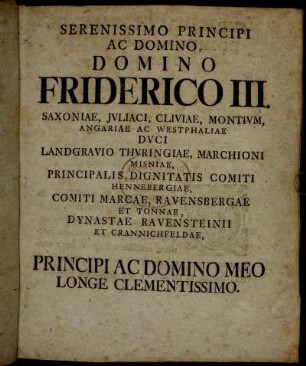 SERENISSIMO PRINCIPI
AC DOMINO,
DOMINO
FRIDERICO III.
SAXONIAE, JVLIACI, CLIVIAE, MONTIVM,
ANGARIAE AC WESTPHALIAE
DVCI
LANDGRAVIO THVRINGIAE, MARCHIONI
MISNIAE,
PRINCIPALIS DIGNITATIS COMITI
HENNEBERGIAE,
COMITI MARCAE, RAVENSBERGAE
ET TONNAE,
DYNASTAE RAVENSTEINII
ET CRANNICHFELDAE,
PRINCIPI AC DOMINO MEO
LONGE CLEMENTISSIMO.